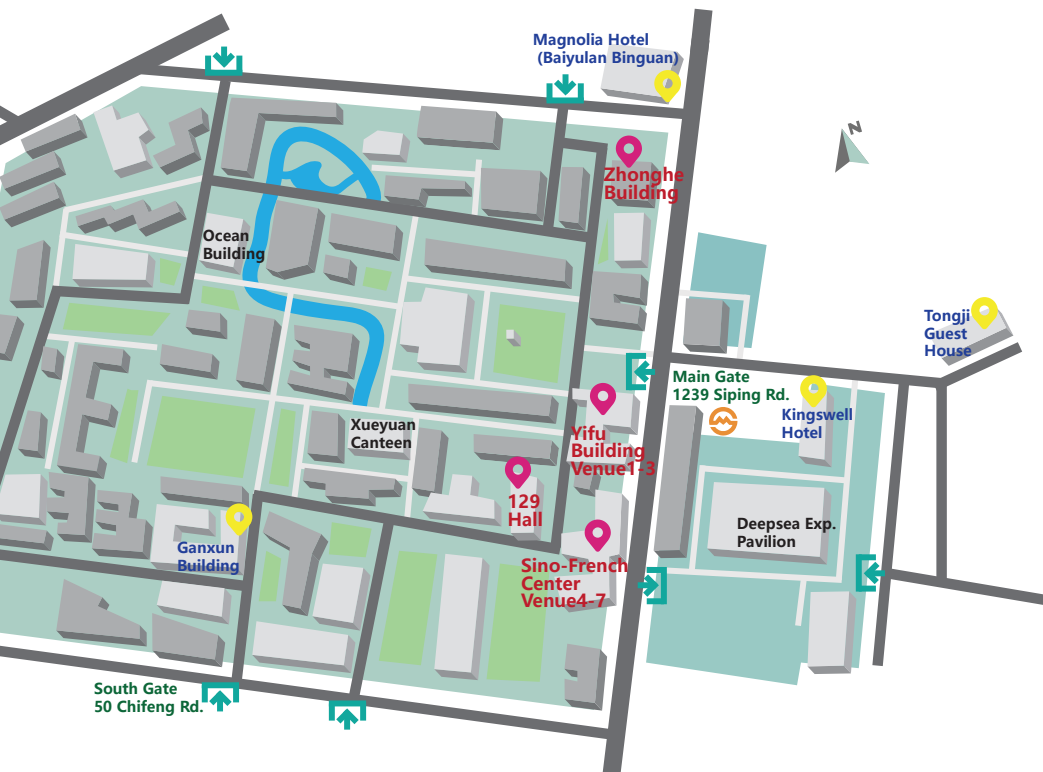 Magnolia Hotel
(Baiyulan Binguan)
N
Zhonghe
Building
Ocean
Building
Tongji
Guest
House
Main Gate
1239 Siping Rd.
Kingswell
Hotel
Xueyuan
Canteen
Yifu
Building
Venue1-3
129
Hall
Deepsea Exp.
Pavilion
Ganxun
Building
Sino-French
Center
Venue4-7
South Gate
50 Chifeng Rd.